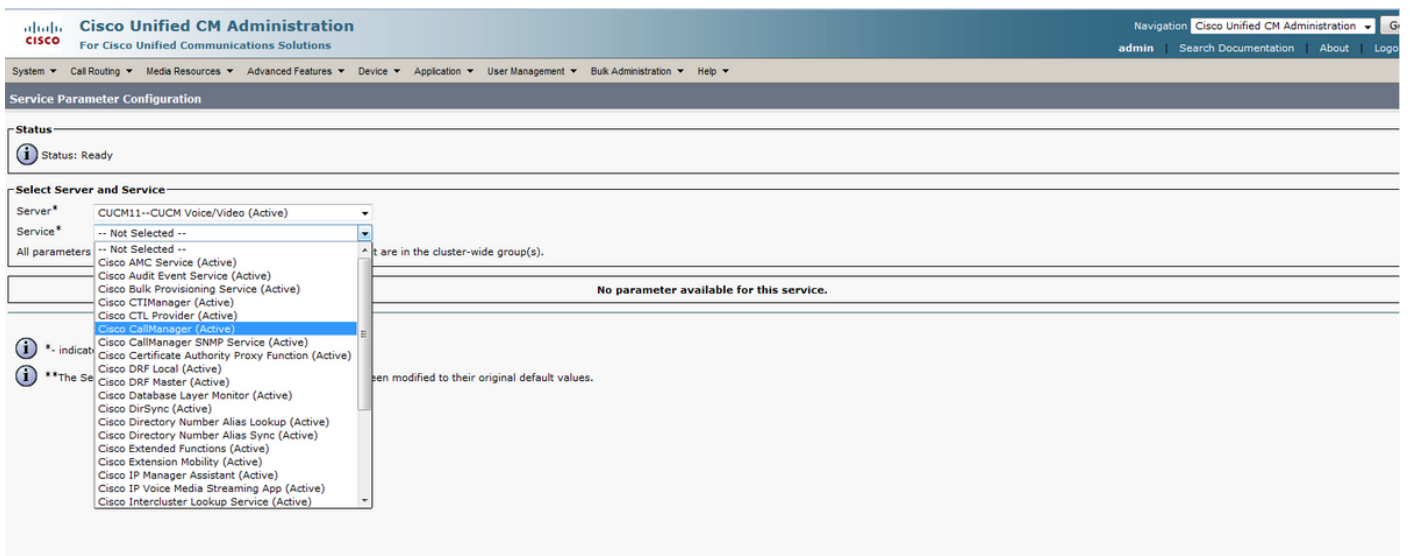 Cisco Unified CM Administration
CISCO
For Cisco Unified Communications Solutions
Navigation Cisco Unified CM Administration
admin | Search Documentation | About |
System Call Routing Media Resources Advanced Features Device Application User Management Bulk Administration Help
Service Parameter Configuration
Status
Status: Ready
Select Server and Service
Server* CUCM11--CUCM Voice/Video (Active)
Service* -- Not Selected --
All parameters
t are in the cluster-wide group(s).
-- Not Selected --
Cisco AMC Service (Active)
Cisco Audit Event Service (Active)
Cisco Bulk Provisioning Service (Active)
Cisco CTIManager (Active)
Cisco CTL Provider (Active)
Cisco CallManager (Active)
Cisco CallManager SNMP Service (Active)
Cisco Certificate Authority Proxy Function (Active)
Cisco DRF Local (Active)
Cisco DRF Master (Active)
Cisco Database Layer Monitor (Active)
Cisco DirSync (Active)
Cisco Directory Number Alias Lookup (Active)
Cisco Directory Number Alias Sync (Active)
Cisco Extended Functions (Active)
Cisco Extension Mobility (Active)
Cisco IP Manager Assistant (Active)
Cisco IP Voice Media Streaming App (Active)
Cisco Intercluster Lookup Service (Active)
No parameter available for this service.
*- indicat
**The Se
een modified to their original default values.